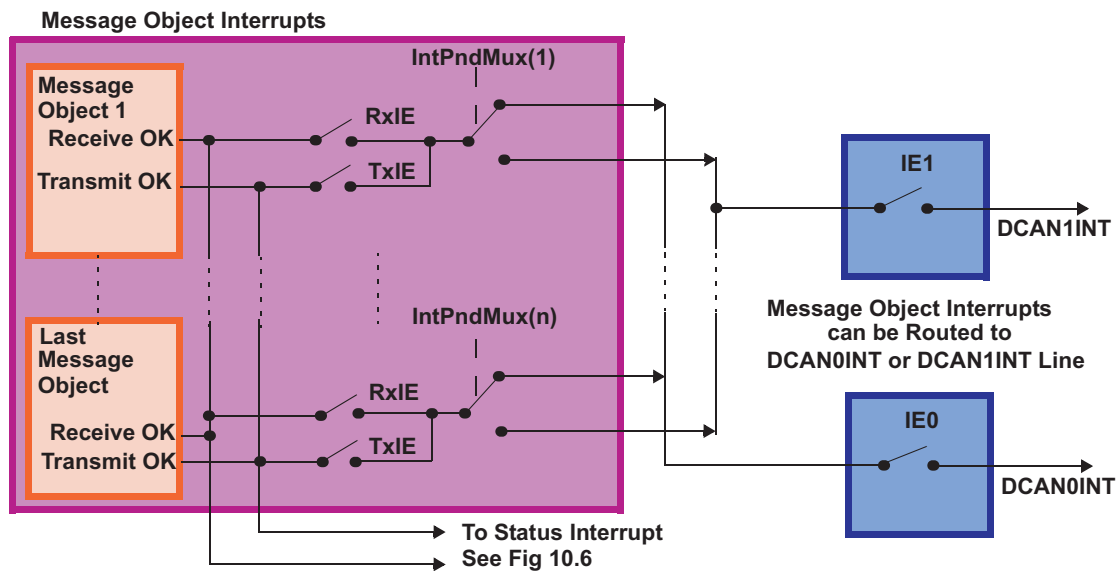 Message Object Interrupts
IntPndMux(1)
Message
Object 1
Receive OK
Transmit OK
RxIE
TxIE
IE1
DCAN1INT
Message Object Interrupts
can be Routed to
DCAN0INT or DCAN1INT Line
IntPndMux(n)
Last
Message
Object
Receive OK
Transmit OK
RxIE
TxIE
IE0
DCAN0INT
To Status Interrupt
See Fig 10.6